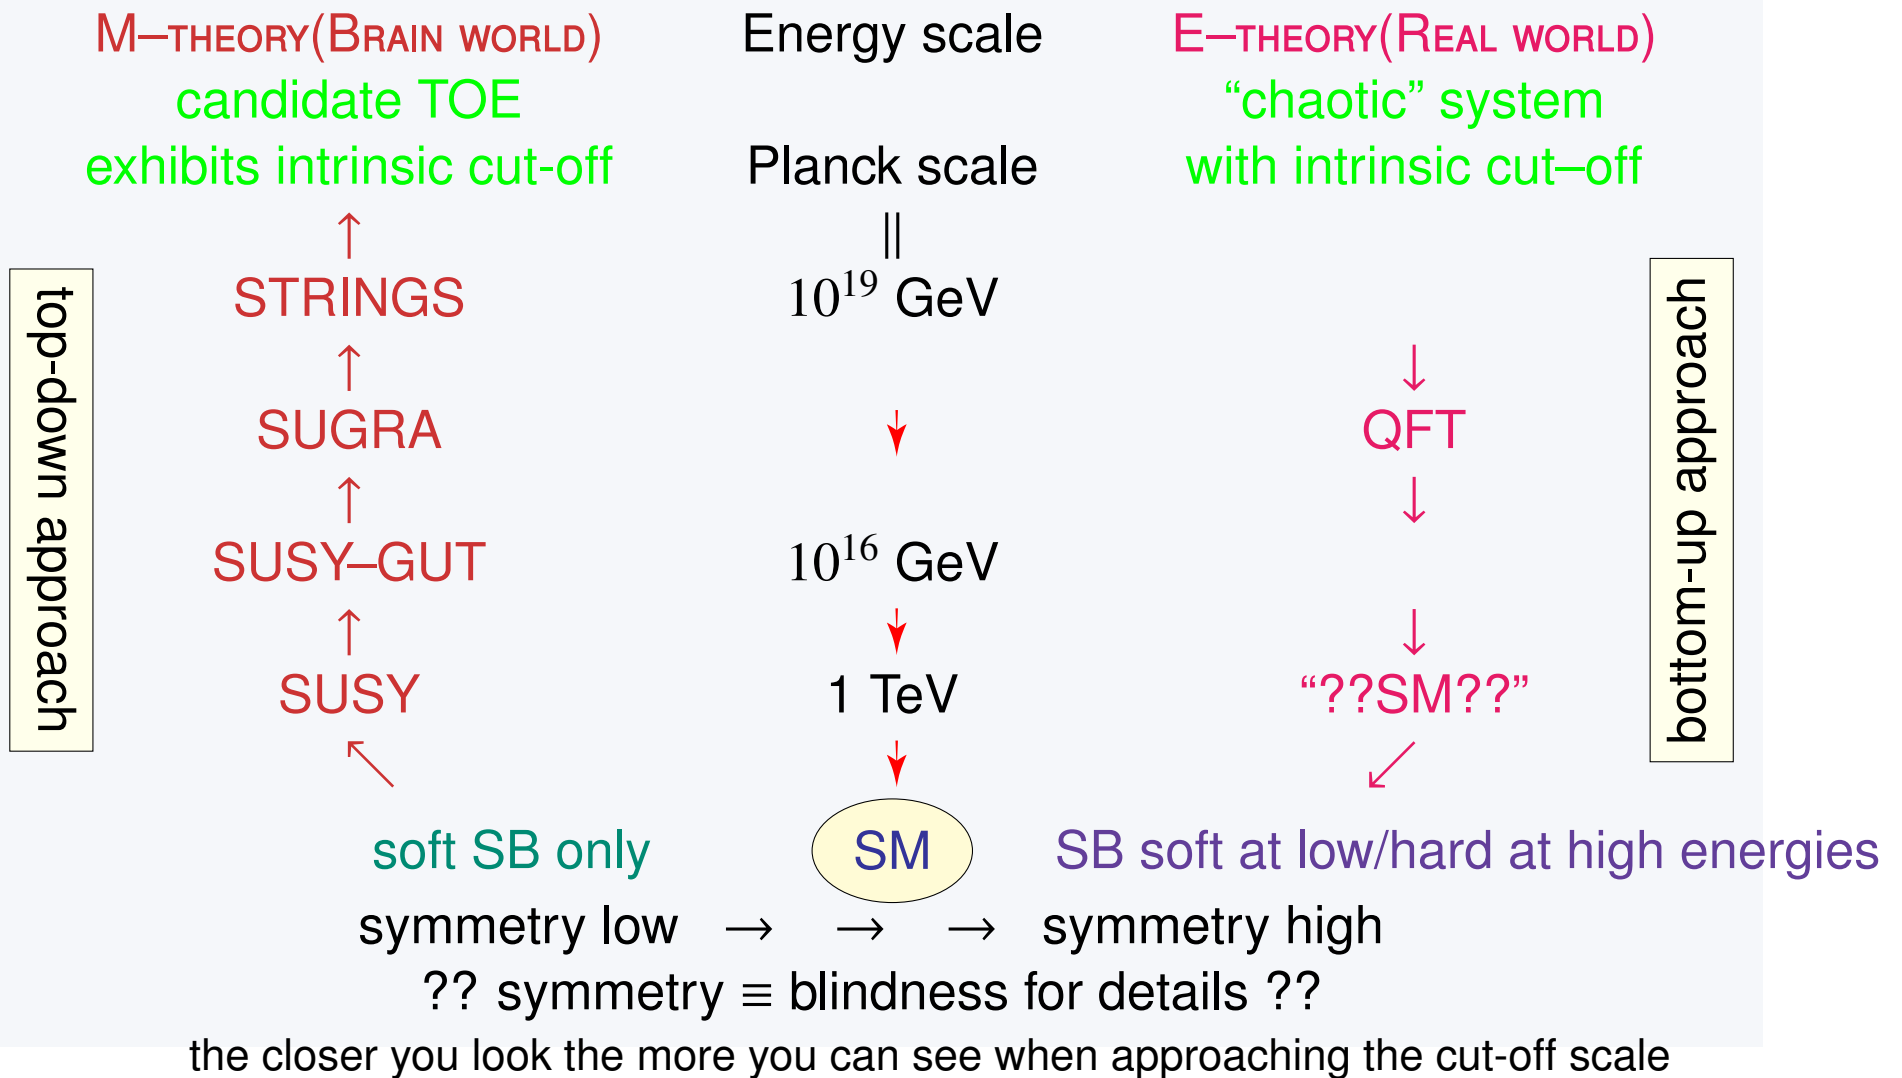 M–THEORY(BRAIN WORLD) Energy scale E–THEORY(REAL WORLD)
candidate TOE “chaotic” system
exhibits intrinsic cut-off Planck scale with intrinsic cut–off
↑ ||
STRINGS 10^19 GeV
↑ ↓
SUGRA ↓ QFT
↑ ↓
SUSY–GUT 10^16 GeV
↑ ↓ ↓
SUSY 1 TeV “??SM??”
↖ ↓ ↙
top-down approach
bottom-up approach
soft SB only SM SB soft at low/hard at high energies
symmetry low → → → symmetry high
?? symmetry ≡ blindness for details ??
the closer you look the more you can see when approaching the cut-off scale